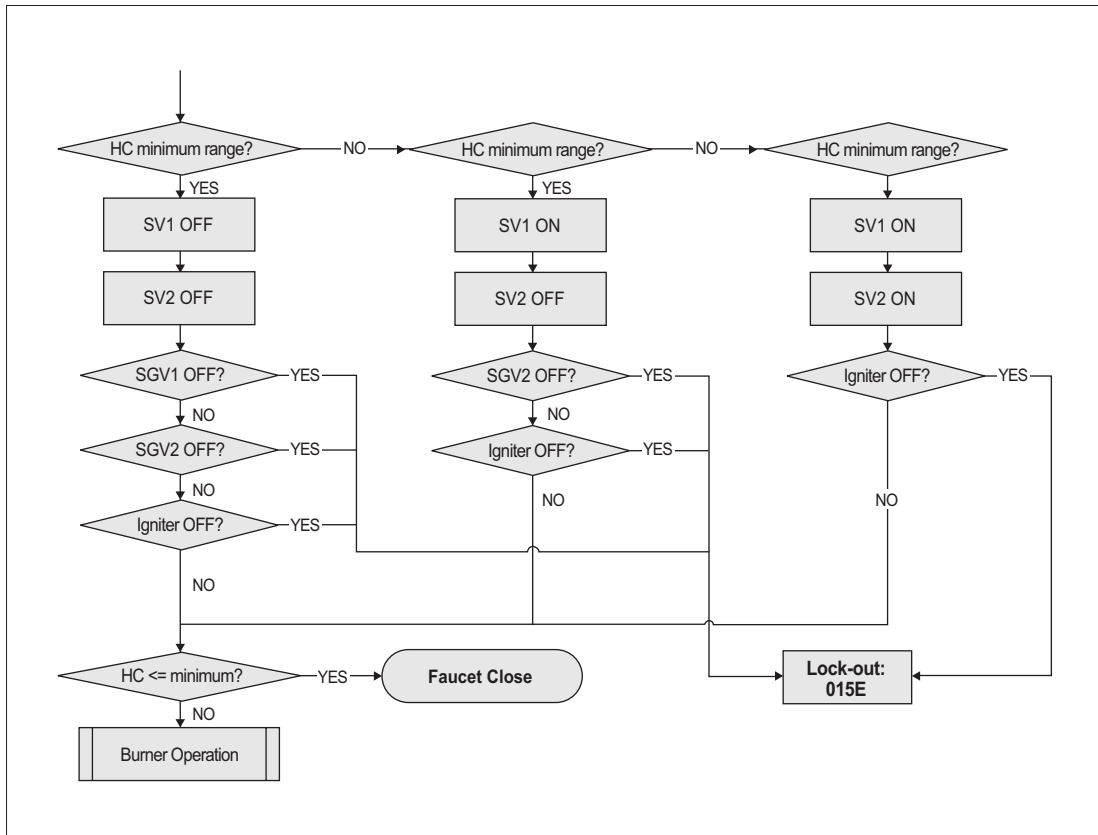 HC minimum range?
NO
HC minimum range?
NO
HC minimum range?
YES
YES
SV1 OFF
SV1 ON
SV1 ON
SV2 OFF
SV2 OFF
SV2 ON
SGV1 OFF?
YES
SGV2 OFF?
YES
Igniter OFF?
YES
NO
NO
SGV2 OFF?
YES
Igniter OFF?
YES
NO
NO
NO
Igniter OFF?
YES
NO
HC <= minimum?
YES
Faucet Close
Lock-out:
015E
NO
Burner Operation